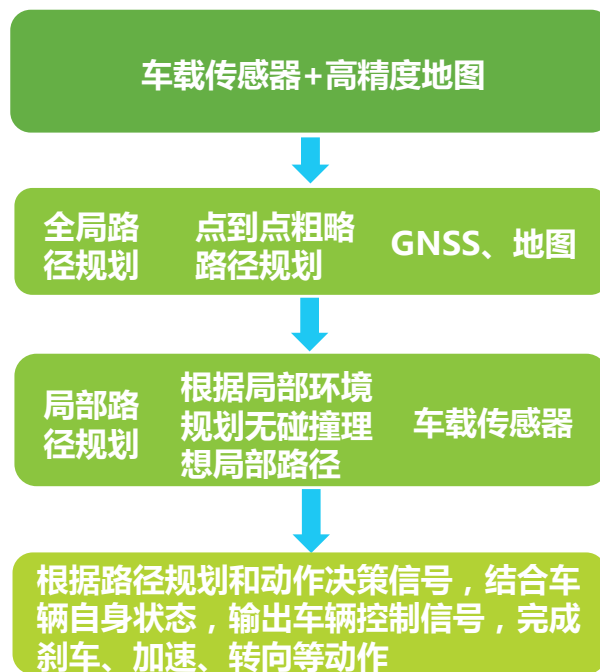 车载传感器+高精度地图
全局路
径规划
点到点粗略
路径规划
GNSS、地图
局部路
径规划
根据局部环境
规划无碰撞理
想局部路径
车载传感器
根据路径规划和动作决策信号，结合车
辆自身状态，输出车辆控制信号，完成
刹车、加速、转向等动作